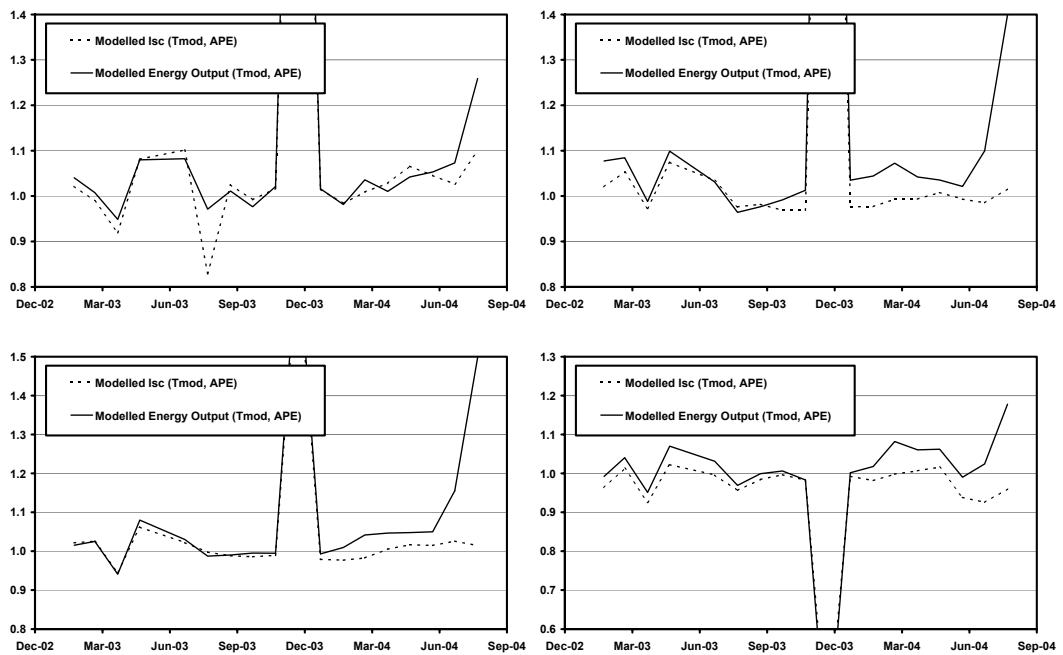 1.4
1.3
1.2
1.1
1.0
0.9
0.8
Dec-02 Mar-03 Jun-03 Sep-03 Dec-03 Mar-04 Jun-04 Sep-04
Modelled Isc (Tmod, APE)
Modelled Energy Output (Tmod, APE)
1.4
1.3
1.2
1.1
1.0
0.9
0.8
Dec-02 Mar-03 Jun-03 Sep-03 Dec-03 Mar-04 Jun-04 Sep-04
Modelled Isc (Tmod, APE)
Modelled Energy Output (Tmod, APE)
1.5
1.4
1.3
1.2
1.1
1.0
0.9
0.8
Dec-02 Mar-03 Jun-03 Sep-03 Dec-03 Mar-04 Jun-04 Sep-04
Modelled Isc (Tmod, APE)
Modelled Energy Output (Tmod, APE)
1.3
1.2
1.1
1.0
0.9
0.8
0.7
0.6
Dec-02 Mar-03 Jun-03 Sep-03 Dec-03 Mar-04 Jun-04 Sep-04
Modelled Isc (Tmod, APE)
Modelled Energy Output (Tmod, APE)